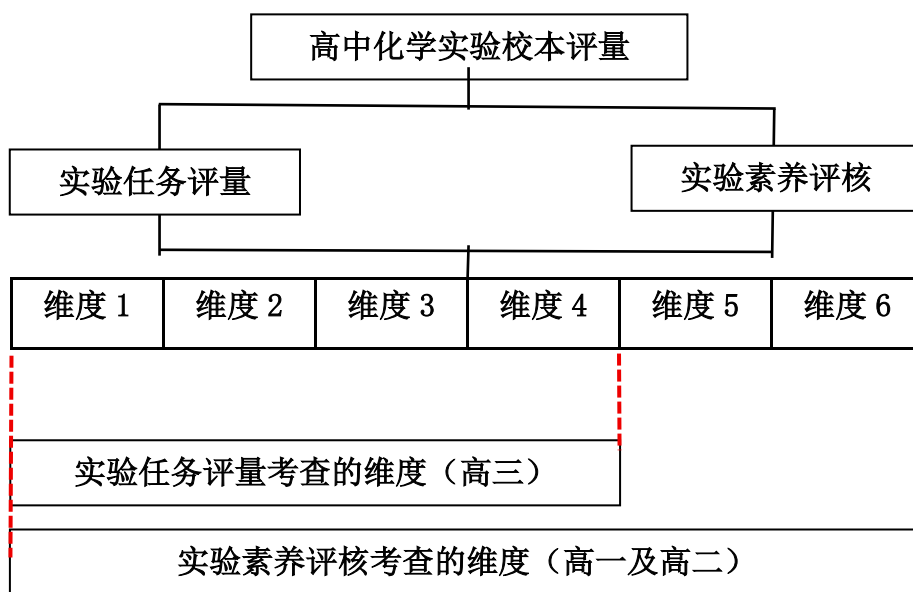 高中化学实验校本评量
实验任务评量
实验素养评核
维度 1
维度 2
维度 3
维度 4
维度 5
维度 6
实验任务评量考查的维度（高三）
实验素养评核考查的维度（高一及高二）